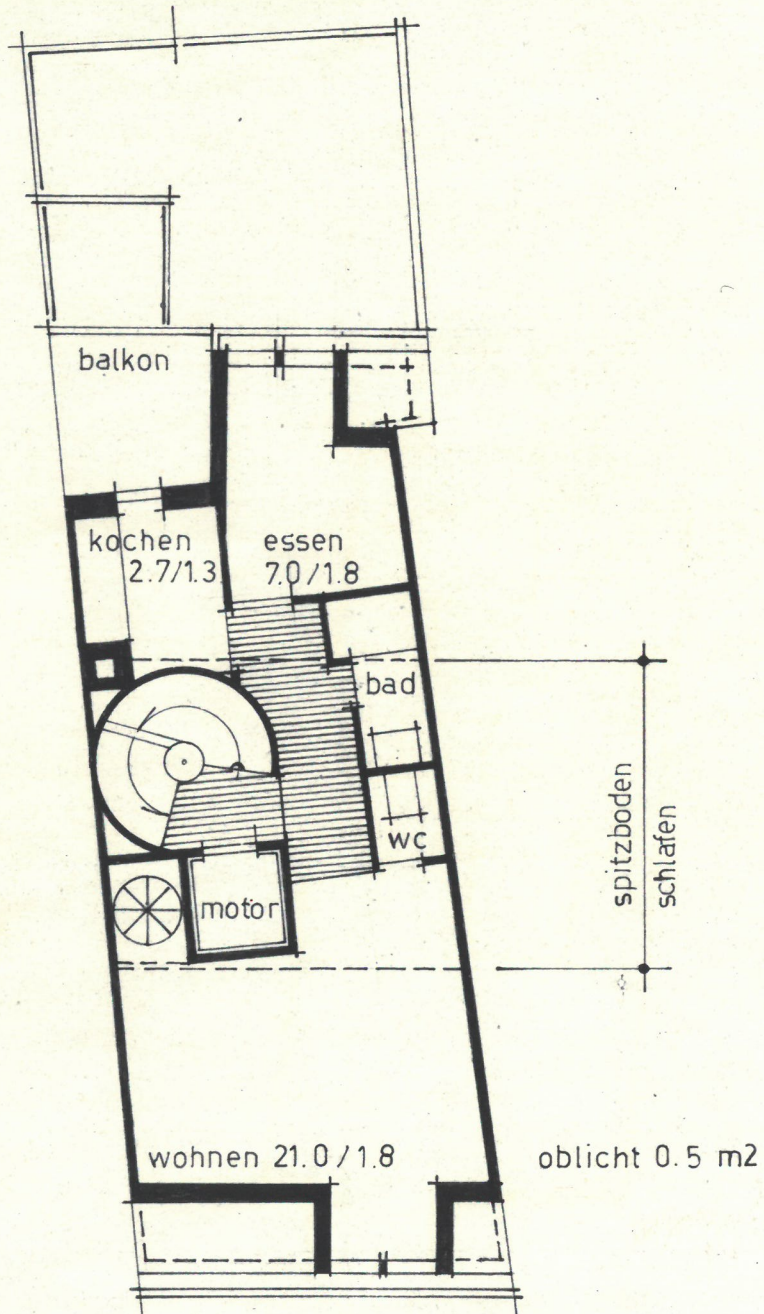 balkon
kochen
2.7/1.3
essen
7.0/1.8
bad
wc
motor
spitzboden
schlafen
wohnen 21.0/1.8
oblicht 0.5 m2